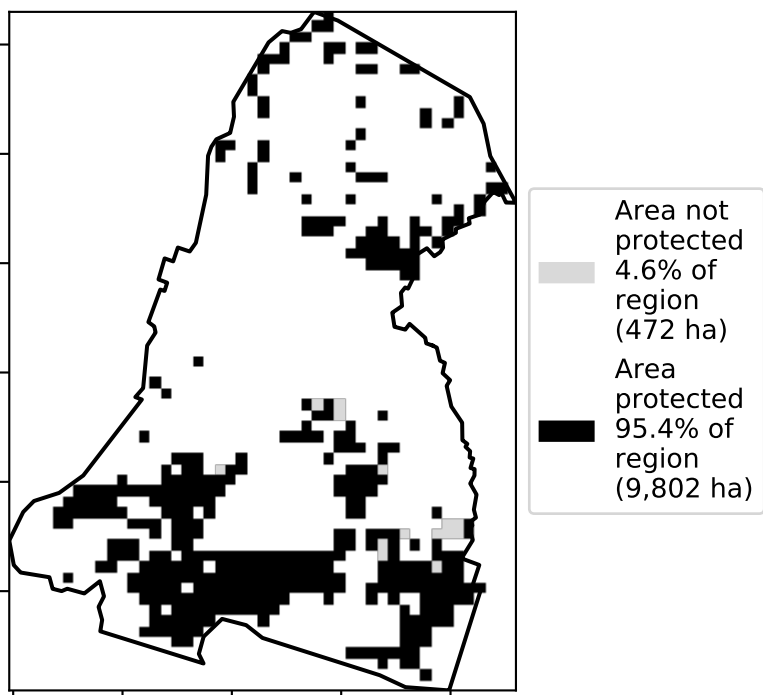 Area not
protected
4.6% of
region
(472 ha)
Area
protected
95.4% of
region
(9,802 ha)